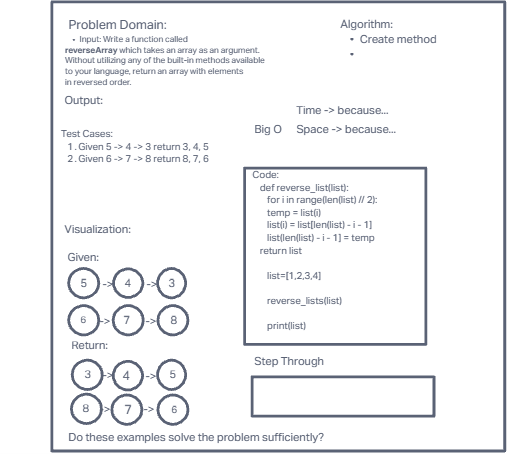 Problem Domain:
• Input: Write a function called
reverseArray which takes an array as an argument.
Without utilizing any of the built-in methods available
to your language, return an array with elements
in reversed order.
Output:
Test Cases:
1. Given 5 -> 4 -> 3 return 3, 4, 5
2. Given 6 -> 7 -> 8 return 8, 7, 6
Visualization:
Given:
5 -> 4 -> 3
6 -> 7 -> 8
Return:
3 -> 4 -> 5
8 -> 7 -> 6
Do these examples solve the problem sufficiently?
Algorithm:
• Create method
•
Time -> because...
Big O Space -> because...
Code:
def reverse_list(list):
for i in range(len(list) // 2):
temp = list(i)
list(i) = list[len(list) - i - 1]
list(len(list) - i - 1] = temp
return list
list=[1,2,3,4]
reverse_lists(list)
print(list)
Step Through